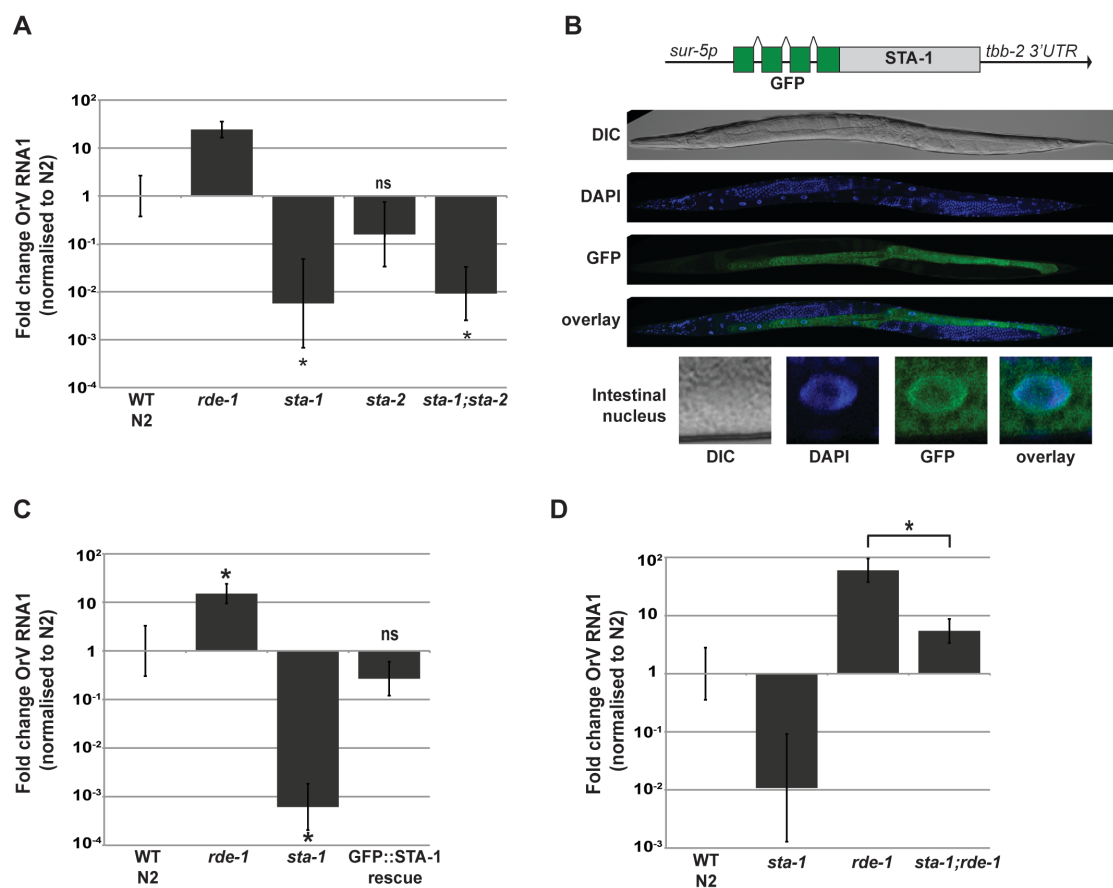 A
Fold change OrV RNA1
(normalised to N2)
10²
10
1
10⁻¹
10⁻²
10⁻³
10⁻⁴
ns
*
*
WT
N2
rde-1
sta-1
sta-2
sta-1;sta-2
B
sur-5p
STA-1
tbb-2 3'UTR
GFP
DIC
DAPI
GFP
overlay
Intestinal
nucleus
DIC
DAPI
GFP
overlay
C
Fold change OrV RNA1
(normalised to N2)
10²
10
1
10⁻¹
10⁻²
10⁻³
10⁻⁴
*
ns
*
WT
N2
rde-1
sta-1
GFP::STA-1
rescue
D
Fold change OrV RNA1
(normalised to N2)
10²
10
1
10⁻¹
10⁻²
10⁻³
*
WT
N2
sta-1
rde-1
sta-1;rde-1